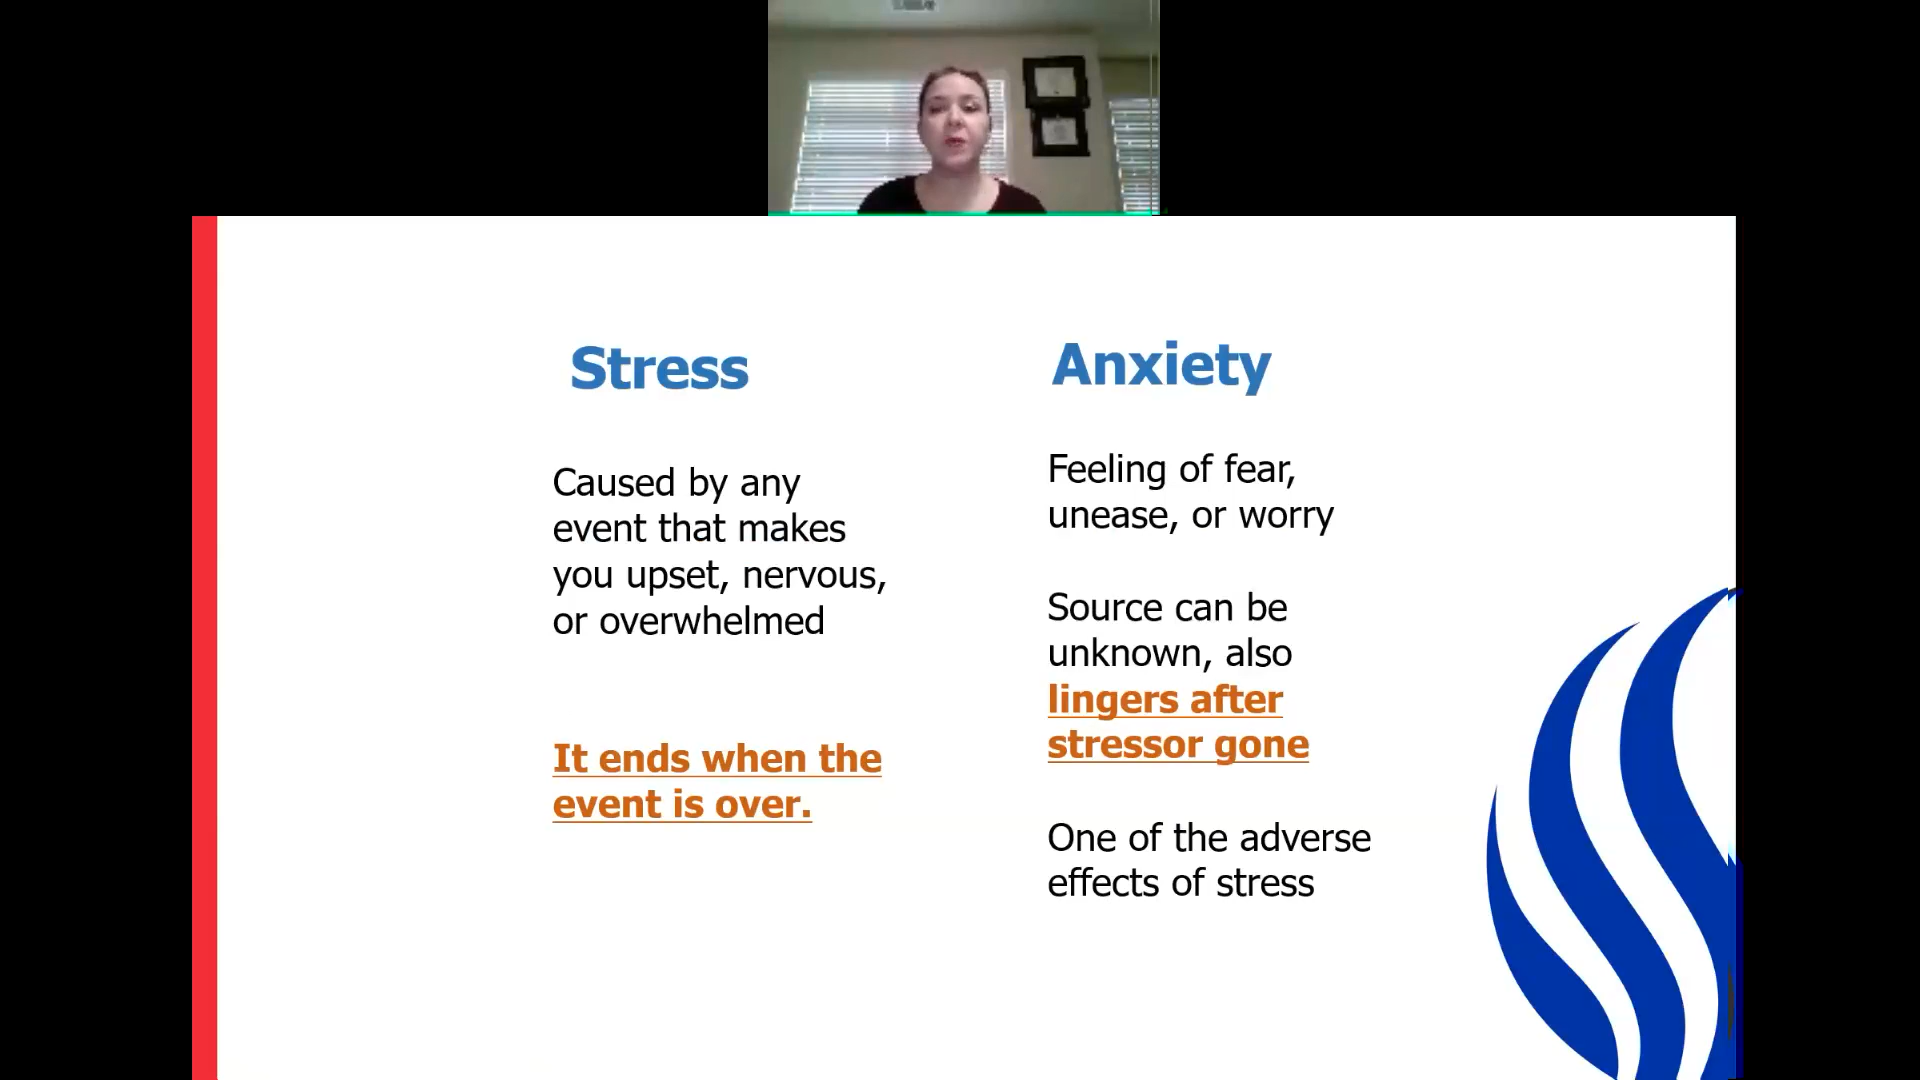 Stress
Caused by any
event that makes
you upset, nervous,
or overwhelmed
It ends when the
event is over.
Anxiety
Feeling of fear,
unease, or worry
Source can be
unknown, also
lingers after
stressor gone
One of the adverse
effects of stress